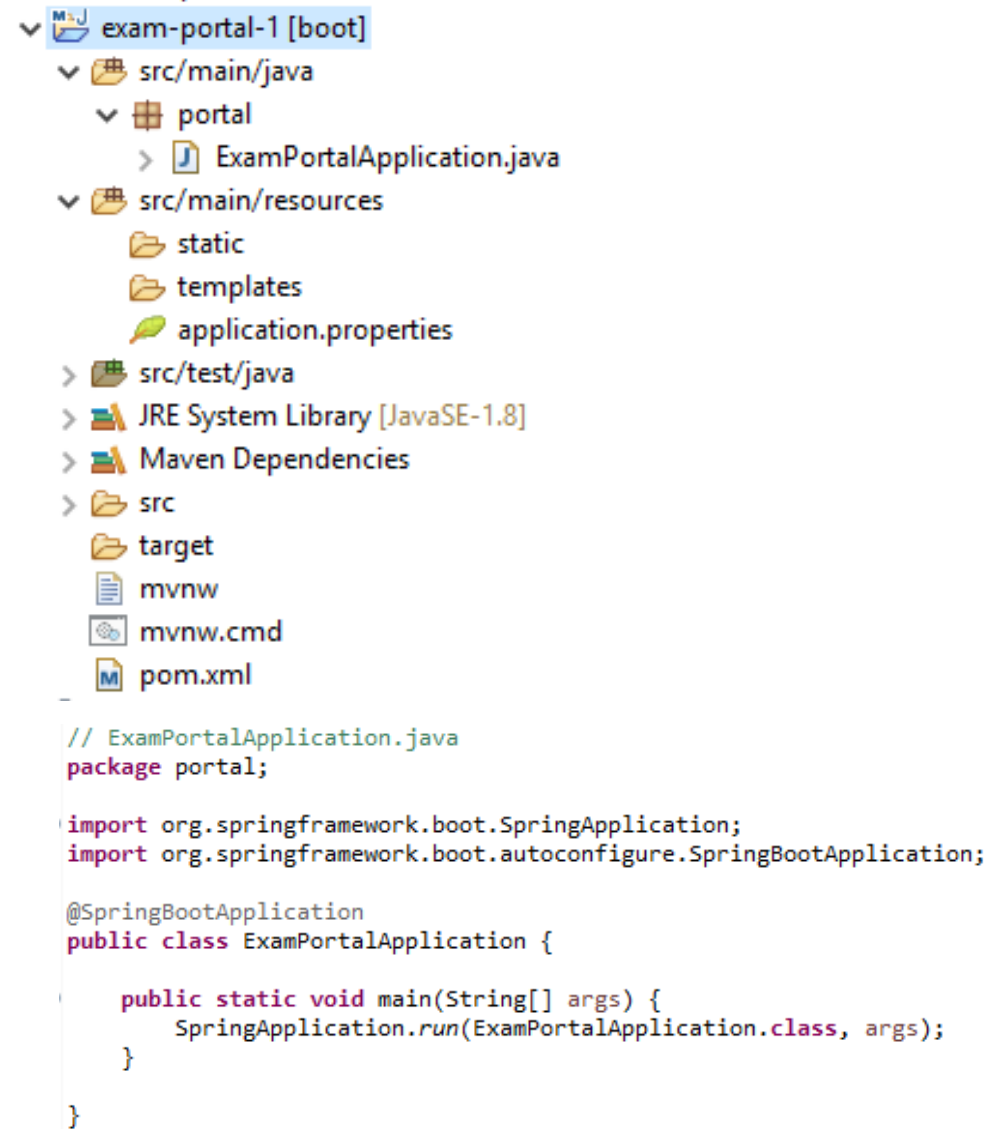 exam-portal-1 [boot]
src/main/java
portal
ExamPortalApplication.java
src/main/resources
static
templates
application.properties
src/test/java
JRE System Library [JavaSE-1.8]
Maven Dependencies
src
target
mvnw
mvnw.cmd
pom.xml
// ExamPortalApplication.java
package portal;
import org.springframework.boot.SpringApplication;
import org.springframework.boot.autoconfigure.SpringBootApplication;
@SpringBootApplication
public class ExamPortalApplication {
public static void main(String[] args) {
SpringApplication.run(ExamPortalApplication.class, args);
}
}